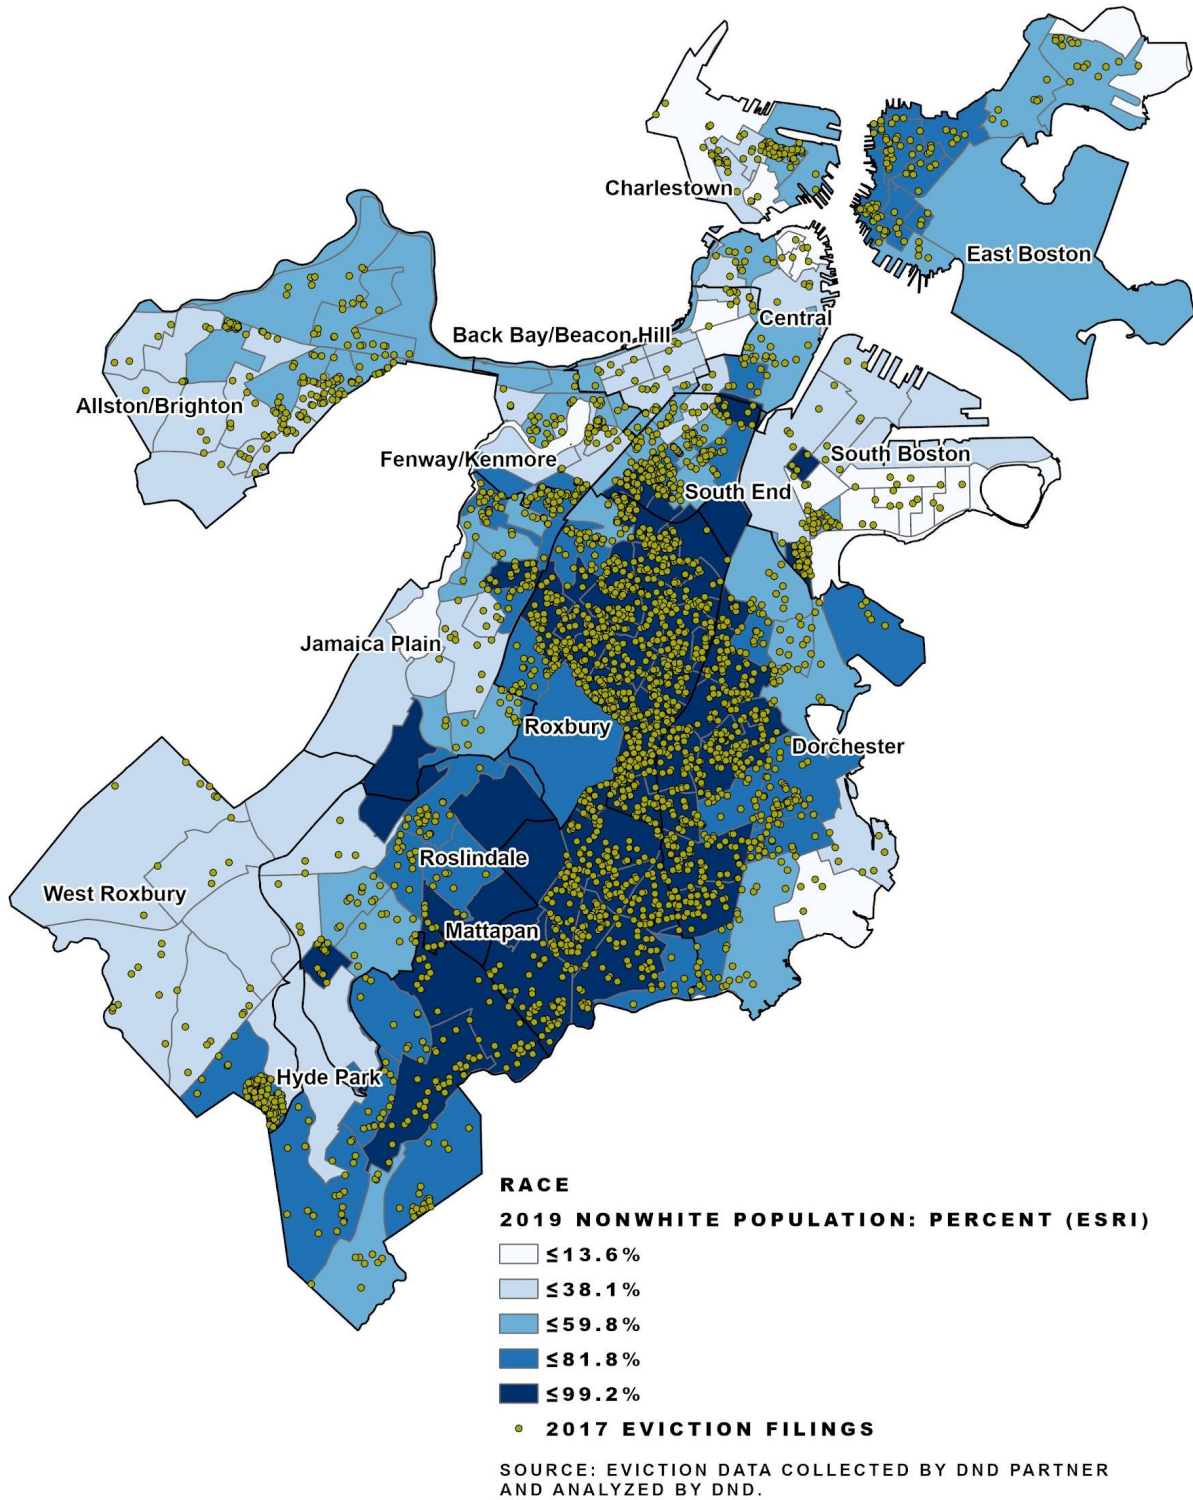 Charlestown
East Boston
Central
Back Bay/Beacon Hill
Allston/Brighton
South Boston
Fenway/Kenmore
South End
Jamaica Plain
Roxbury
Dorchester
Roslindale
West Roxbury
Mattapan
Hyde Park
RACE
2019 NONWHITE POPULATION: PERCENT (ESRI)
≤13.6%
≤38.1%
≤59.8%
≤81.8%
≤99.2%
2017 EVICTION FILINGS
SOURCE: EVICTION DATA COLLECTED BY DND PARTNER
AND ANALYZED BY DND.